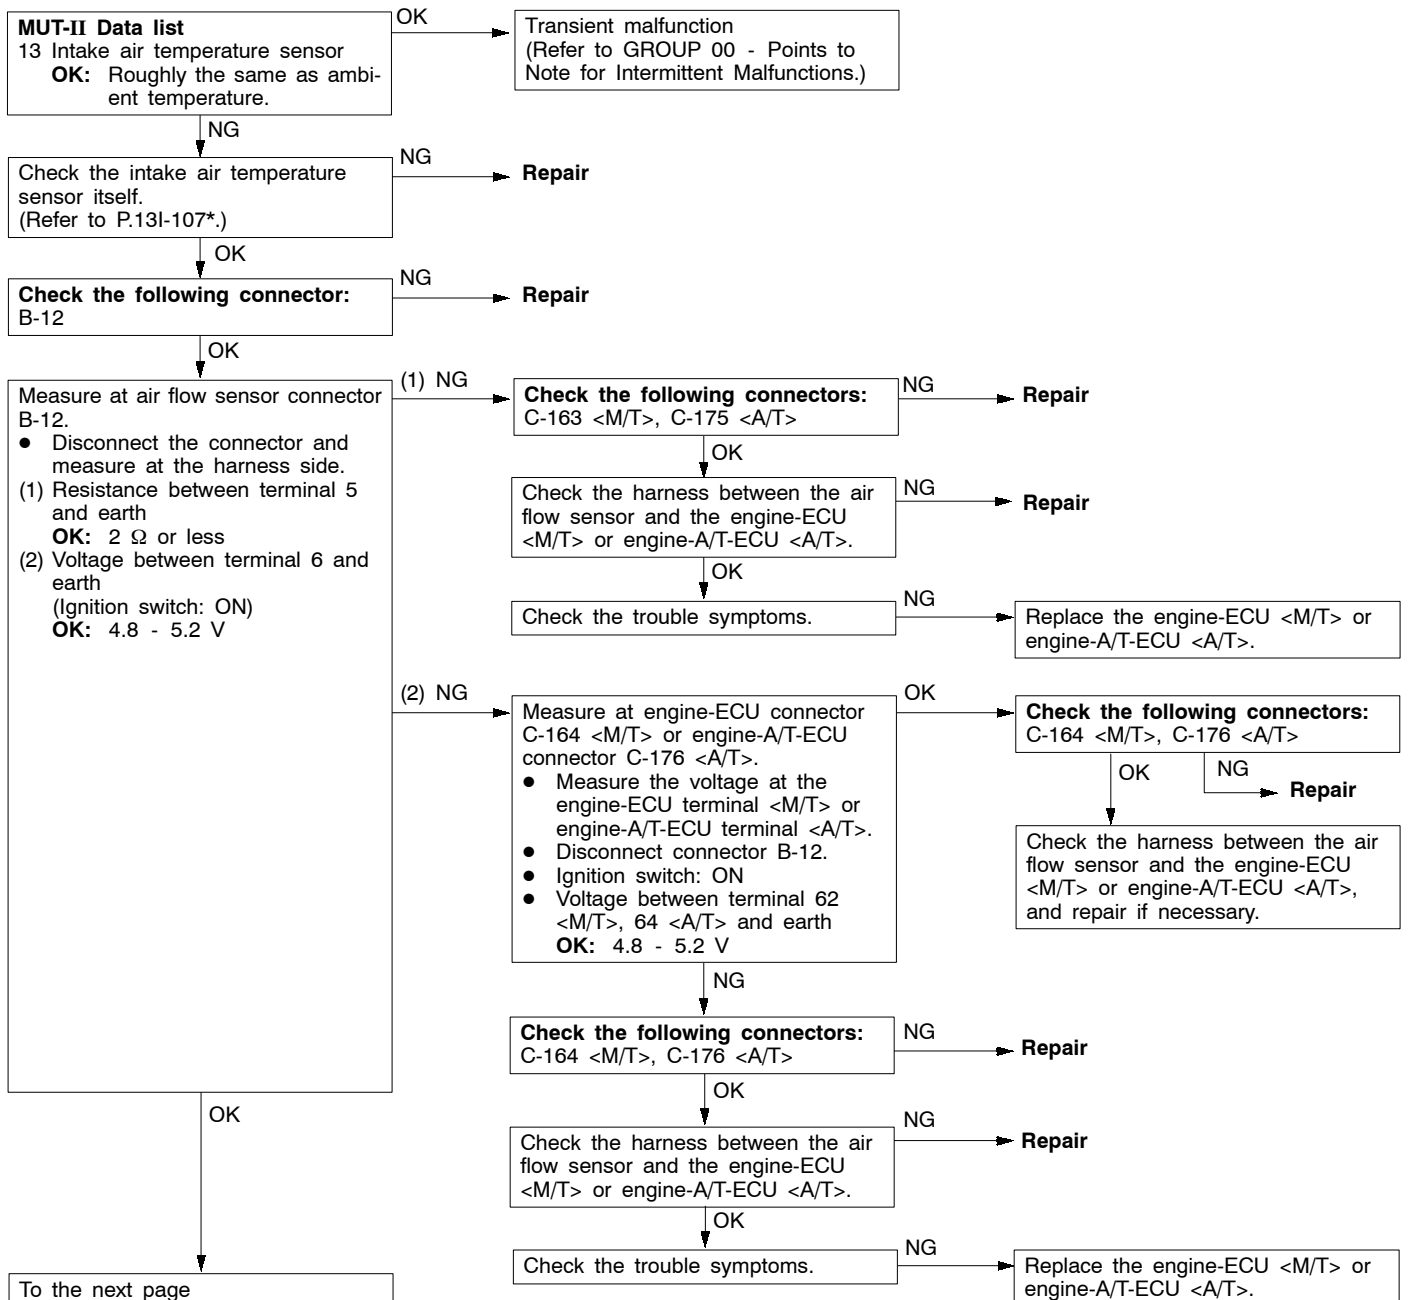 MUT-II Data list
13 Intake air temperature sensor
OK: Roughly the same as ambi-
ent temperature.
OK
Transient malfunction
(Refer to GROUP 00 - Points to
Note for Intermittent Malfunctions.)
NG
Check the intake air temperature
sensor itself.
(Refer to P.13I-107*.)
NG
Repair
OK
Check the following connector:
B-12
NG
Repair
OK
Measure at air flow sensor connector
B-12.
● Disconnect the connector and
measure at the harness side.
(1) Resistance between terminal 5
and earth
OK: 2 Ω or less
(2) Voltage between terminal 6 and
earth
(Ignition switch: ON)
OK: 4.8 - 5.2 V
(1) NG
Check the following connectors:
C-163 <M/T>, C-175 <A/T>
NG
Repair
OK
Check the harness between the air
flow sensor and the engine-ECU
<M/T> or engine-A/T-ECU <A/T>.
NG
Repair
OK
Check the trouble symptoms.
NG
Replace the engine-ECU <M/T> or
engine-A/T-ECU <A/T>.
(2) NG
Measure at engine-ECU connector
C-164 <M/T> or engine-A/T-ECU
connector C-176 <A/T>.
● Measure the voltage at the
engine-ECU terminal <M/T> or
engine-A/T-ECU terminal <A/T>.
● Disconnect connector B-12.
● Ignition switch: ON
● Voltage between terminal 62
<M/T>, 64 <A/T> and earth
OK: 4.8 - 5.2 V
OK
Check the following connectors:
C-164 <M/T>, C-176 <A/T>
OK
NG
Repair
Check the harness between the air
flow sensor and the engine-ECU
<M/T> or engine-A/T-ECU <A/T>,
and repair if necessary.
NG
Check the following connectors:
C-164 <M/T>, C-176 <A/T>
NG
Repair
OK
Check the harness between the air
flow sensor and the engine-ECU
<M/T> or engine-A/T-ECU <A/T>.
NG
Repair
OK
Check the trouble symptoms.
NG
Replace the engine-ECU <M/T> or
engine-A/T-ECU <A/T>.
OK
To the next page